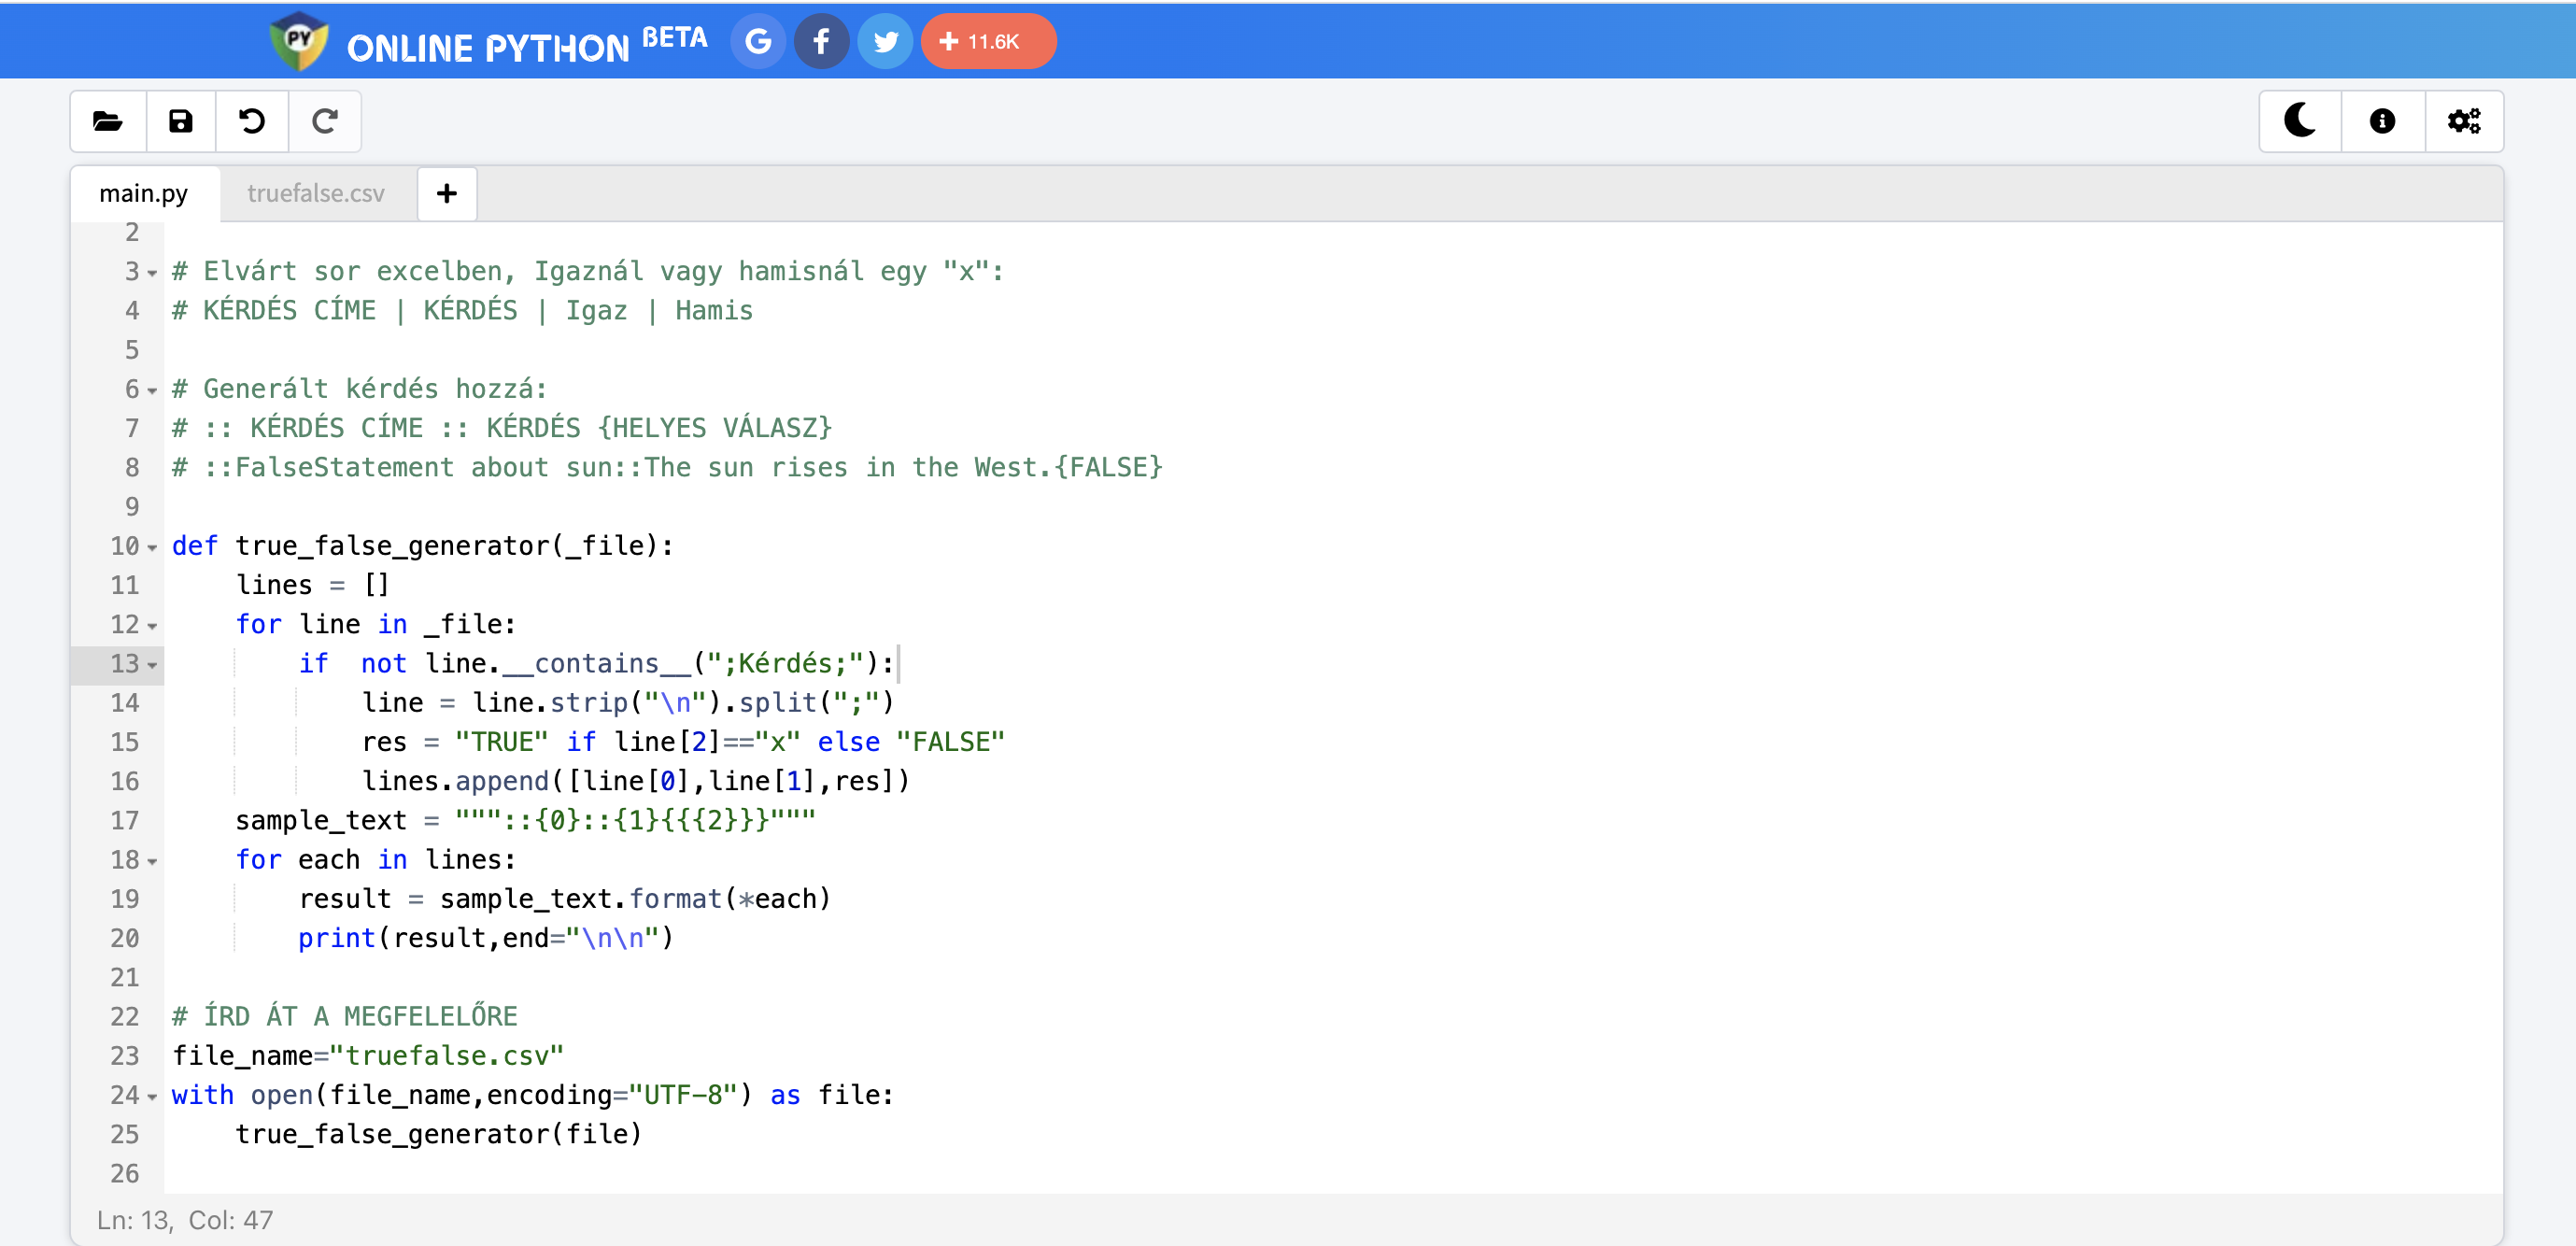 PY ONLINE PYTHON BETA G f + 11.6K
main.py truefalse.csv +
2
3 # Elvárt sor excelben, Igaznál vagy hamisnál egy "x":
4 # KÉRDÉS CÍME | KÉRDÉS | Igaz | Hamis
5
6 # Generált kérdés hozzá:
7 # :: KÉRDÉS CÍME :: KÉRDÉS {HELYES VÁLASZ}
8 # ::FalseStatement about sun::The sun rises in the West.{FALSE}
9
10 def true_false_generator(_file):
11     lines = []
12     for line in _file:
13         if  not line.__contains__(";Kérdés;"):
14             line = line.strip("\n").split(";")
15             res = "TRUE" if line[2]=="x" else "FALSE"
16             lines.append([line[0],line[1],res])
17     sample_text = """::{0}::{1}{{{2}}}"""
18     for each in lines:
19         result = sample_text.format(*each)
20         print(result,end="\n\n")
21
22 # ÍRD ÁT A MEGFELELŐRE
23 file_name="truefalse.csv"
24 with open(file_name,encoding="UTF-8") as file:
25     true_false_generator(file)
26
Ln: 13, Col: 47